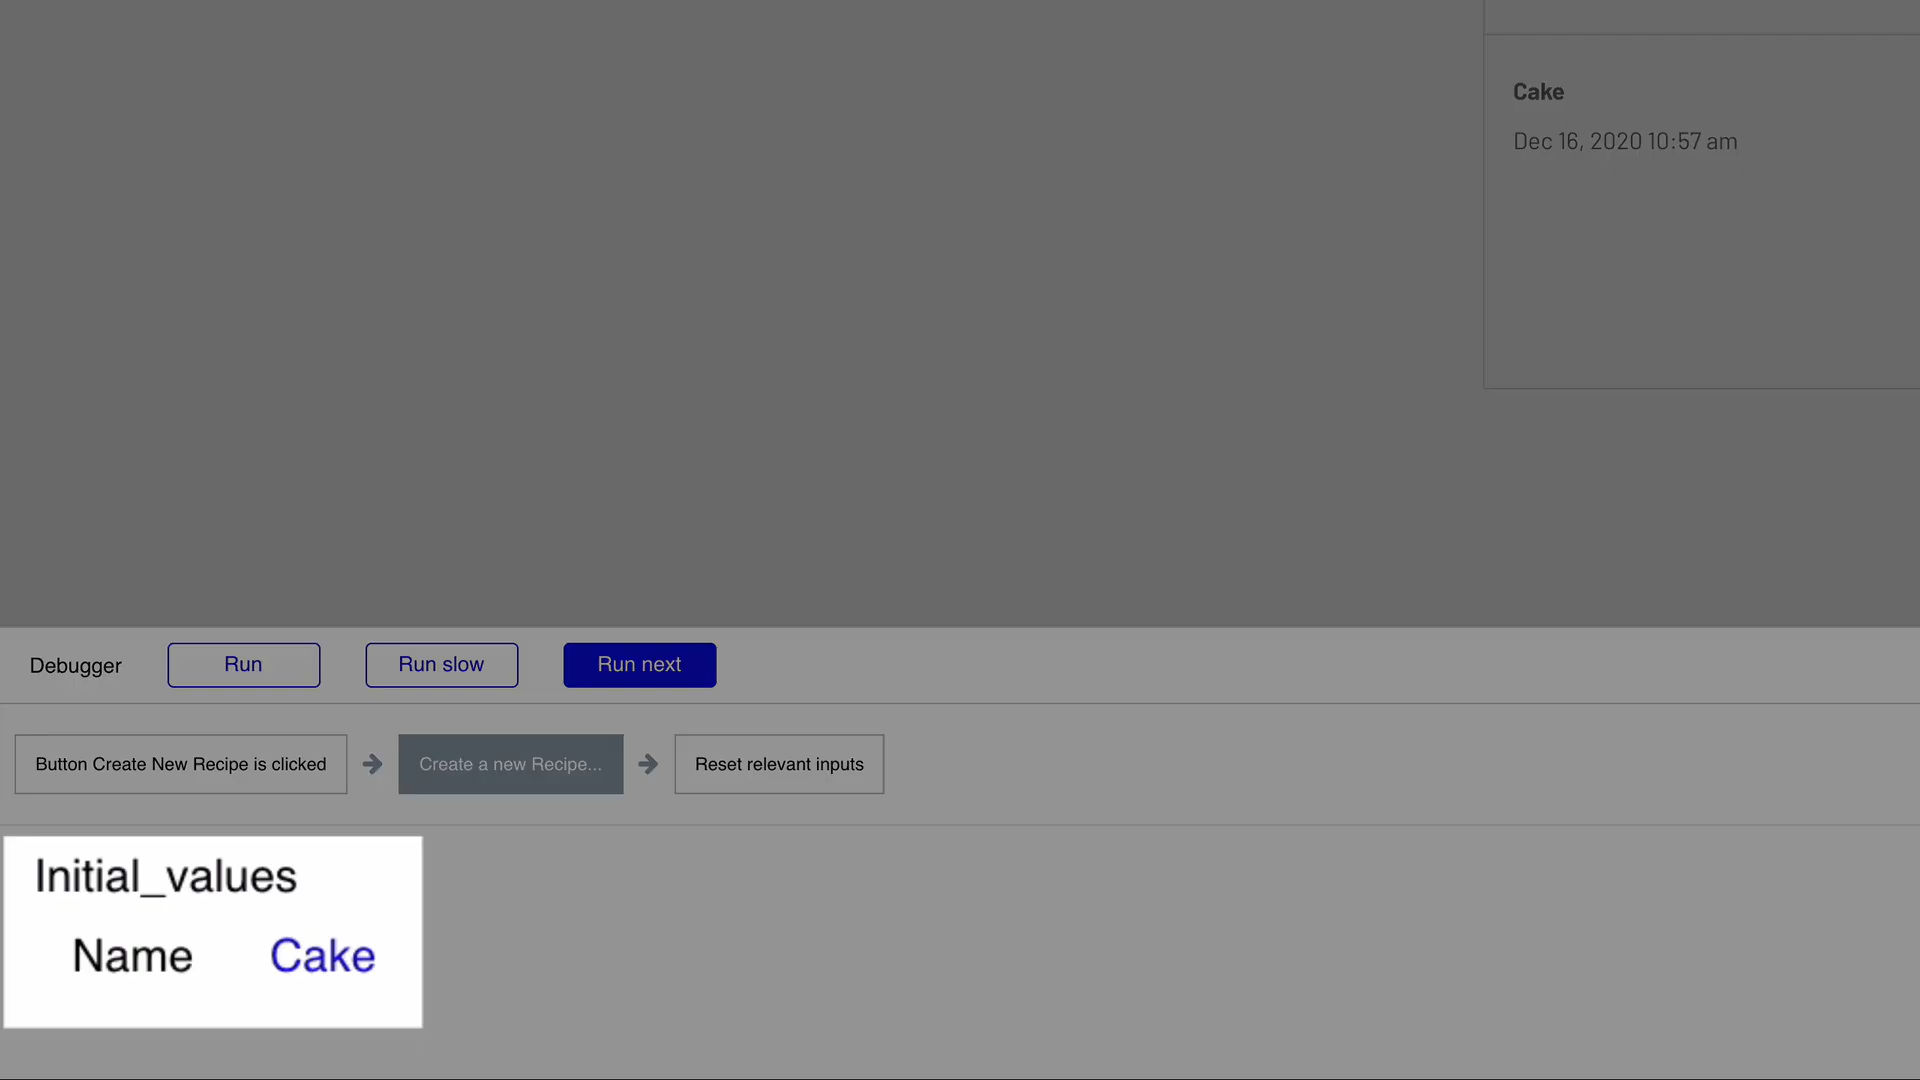 Cake
Dec 16, 2020 10:57 am
Debugger Run Run slow Run next
Button Create New Recipe is clicked Create a new Recipe... Reset relevant inputs
Initial_values
Name Cake